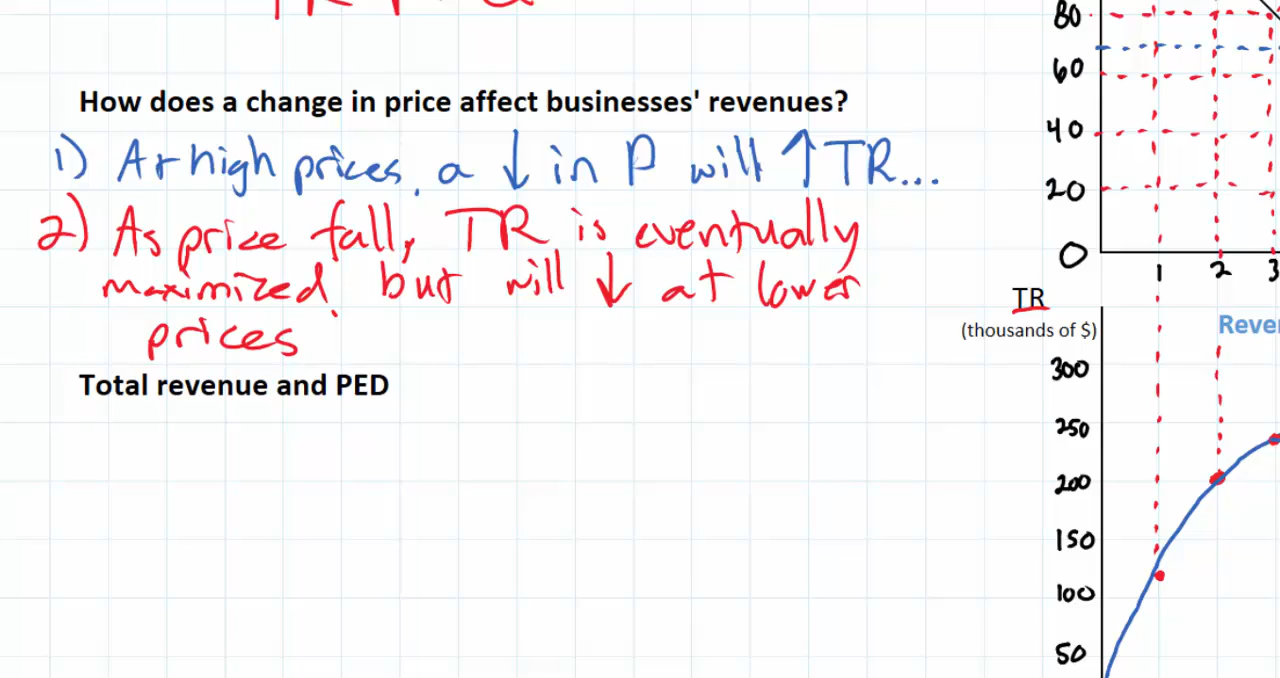 How does a change in price affect businesses' revenues?
1) At high prices, a ↓ in P will ↑ TR...
2) As price fall, TR is eventually
maximized but will ↓ at lower
prices
Total revenue and PED
80
60
40
20
0
1 2 3
TR
(thousands of $)
300
250
200
150
100
50